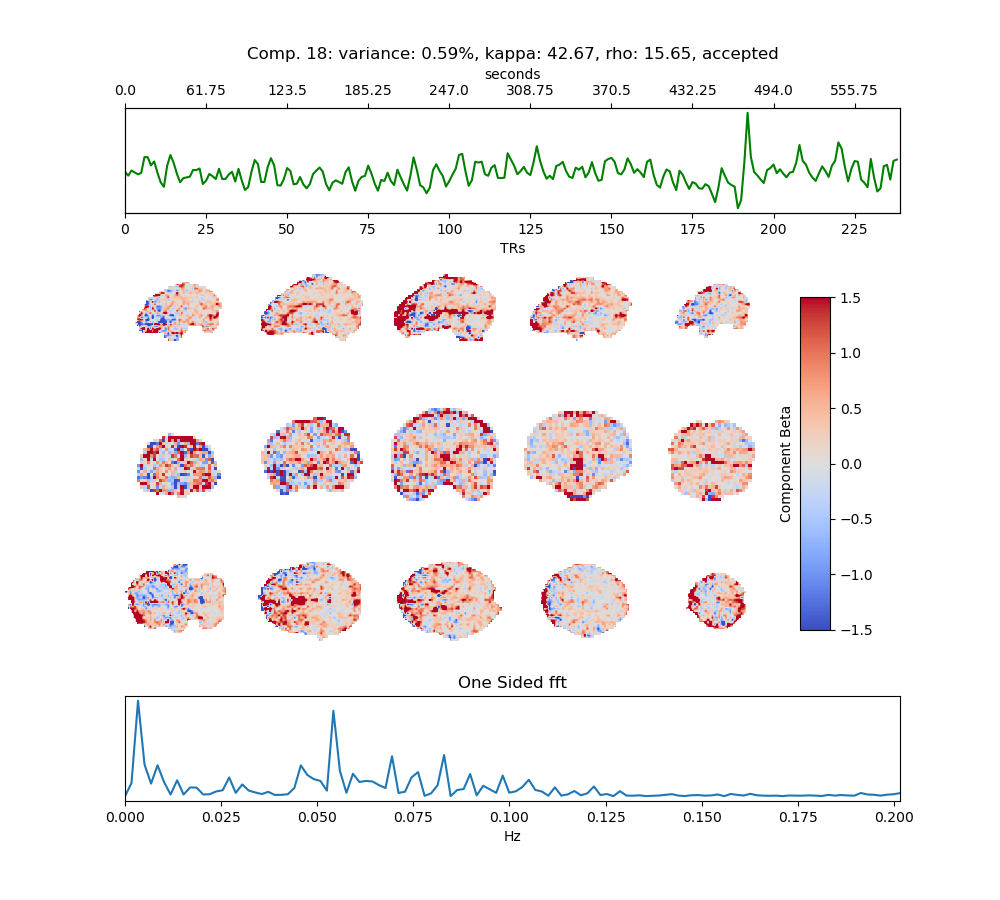 Comp. 18: variance: 0.59%, kappa: 42.67, rho: 15.65, accepted
seconds
0.0 61.75 123.5 185.25 247.0 308.75 370.5 432.25 494.0 555.75
0 25 50 75 100 125 150 175 200 225
TRs
1.5
1.0
0.5
0.0
−0.5
−1.0
−1.5
Component Beta
One Sided fft
0.000 0.025 0.050 0.075 0.100 0.125 0.150 0.175 0.200
Hz